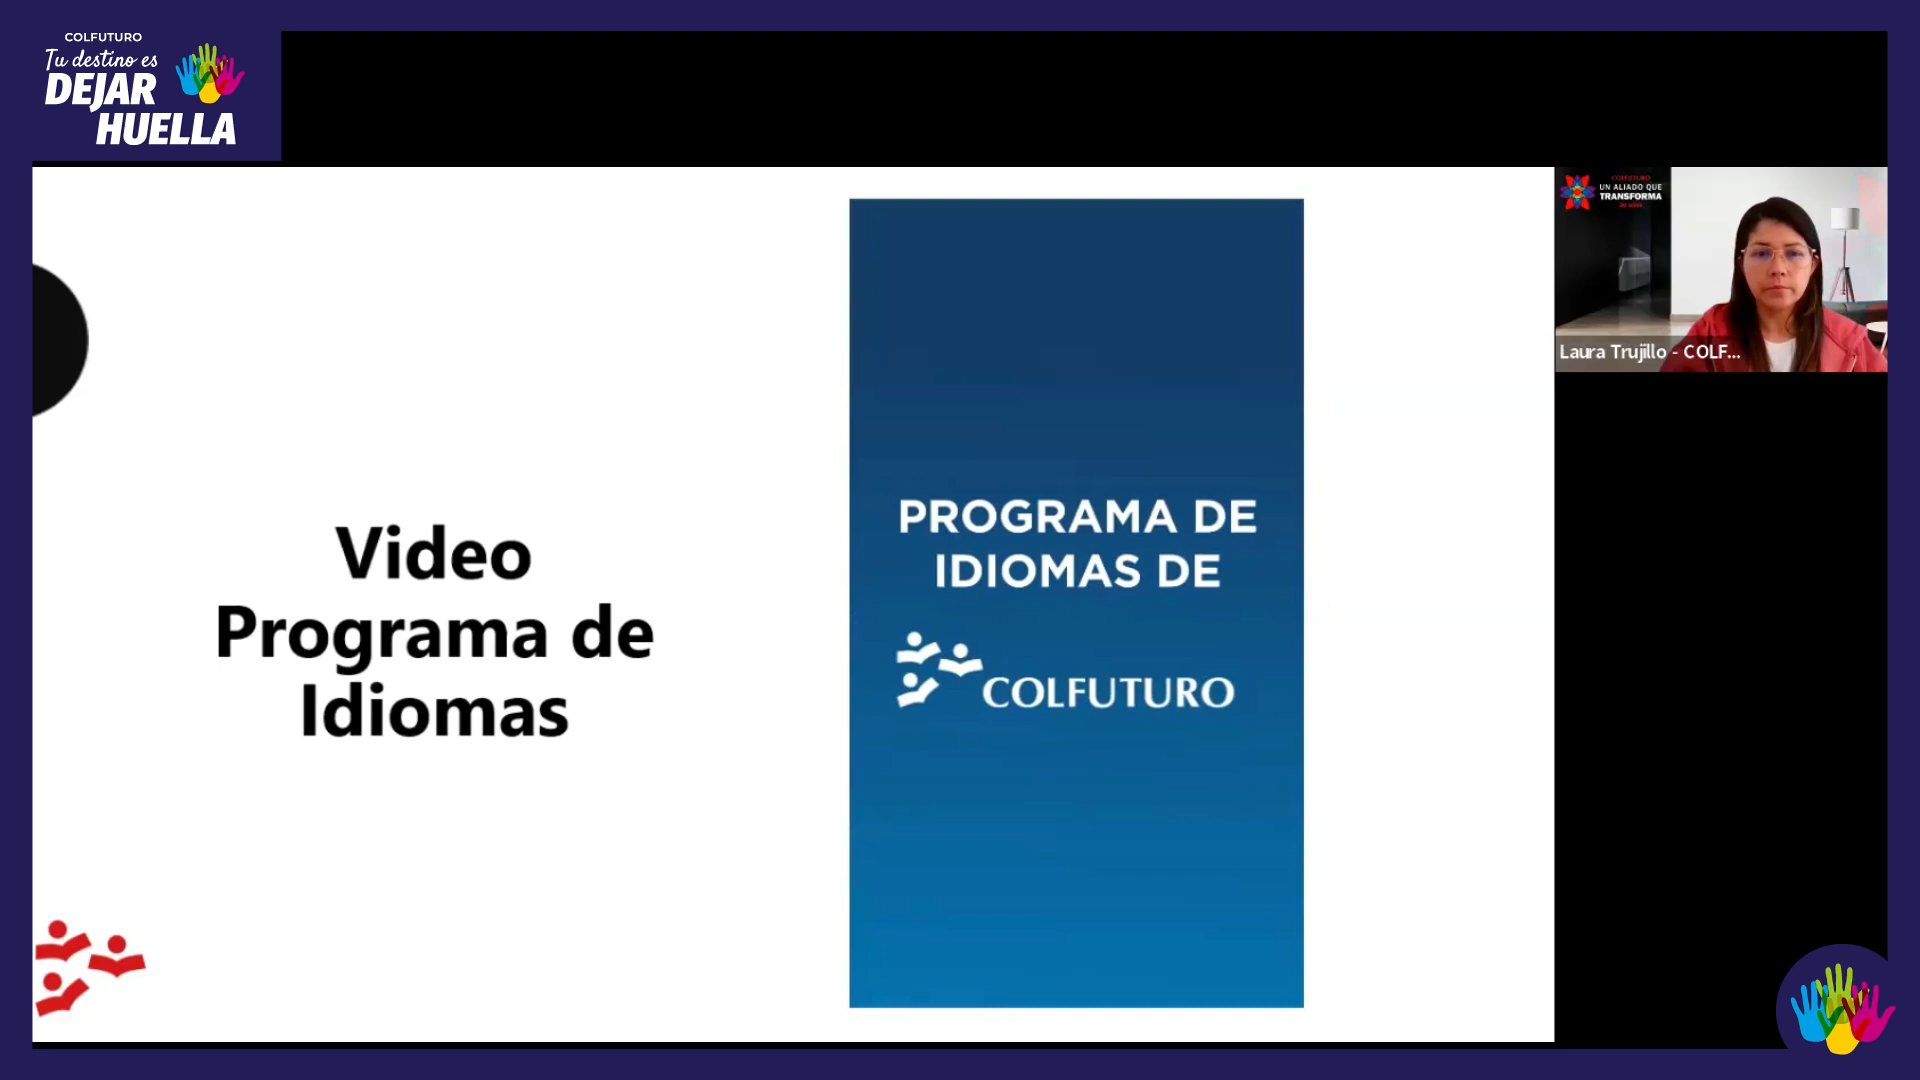 COLFUTURO
Tu destino es
DEJAR
HUELLA
UN ALIADO QUE
TRANSFORMA
Laura Trujillo - COLF...
Video
Programa de
Idiomas
PROGRAMA DE
IDIOMAS DE
COLFUTURO